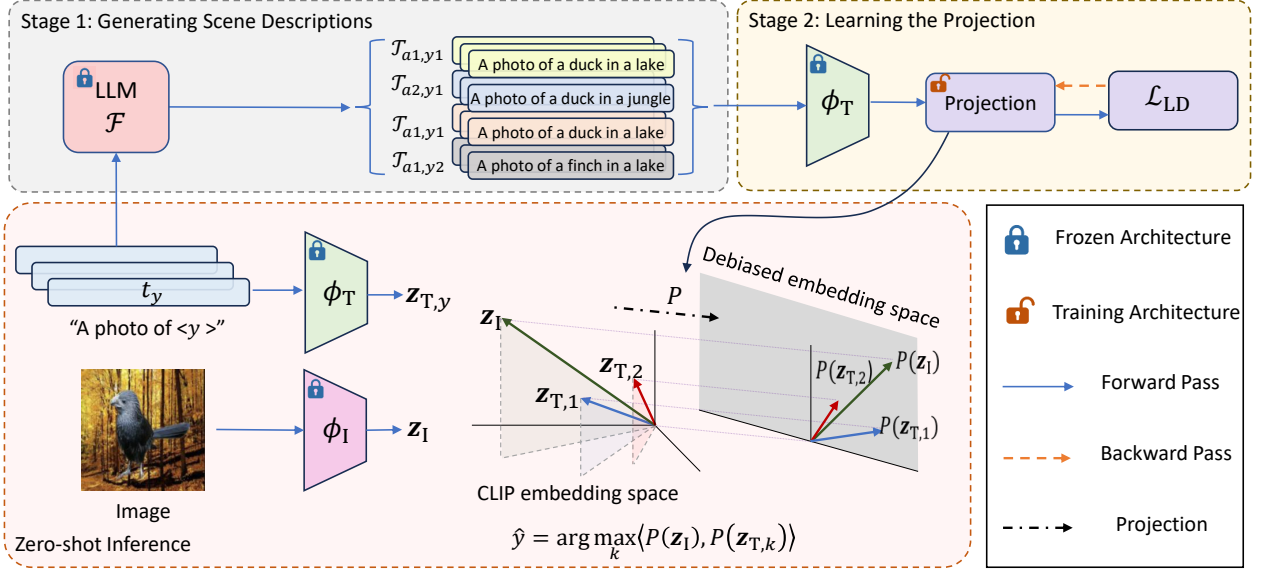 Stage 1: Generating Scene Descriptions
LLM
ℱ
𝒯a1,y1
A photo of a duck in a lake
𝒯a2,y1
A photo of a duck in a jungle
𝒯a1,y1
A photo of a duck in a lake
𝒯a1,y2
A photo of a finch in a lake
Stage 2: Learning the Projection
ϕT
Projection
ℒLD
t_y
"A photo of <y >"
ϕT
zT,y
Image
ϕI
zI
Zero-shot Inference
zI
zT,2
zT,1
CLIP embedding space
P
Debiased embedding space
P(zI)
P(zT,2)
P(zT,1)
ŷ = arg max_k ⟨P(zI), P(zT,k)⟩
Frozen Architecture
Training Architecture
Forward Pass
Backward Pass
Projection